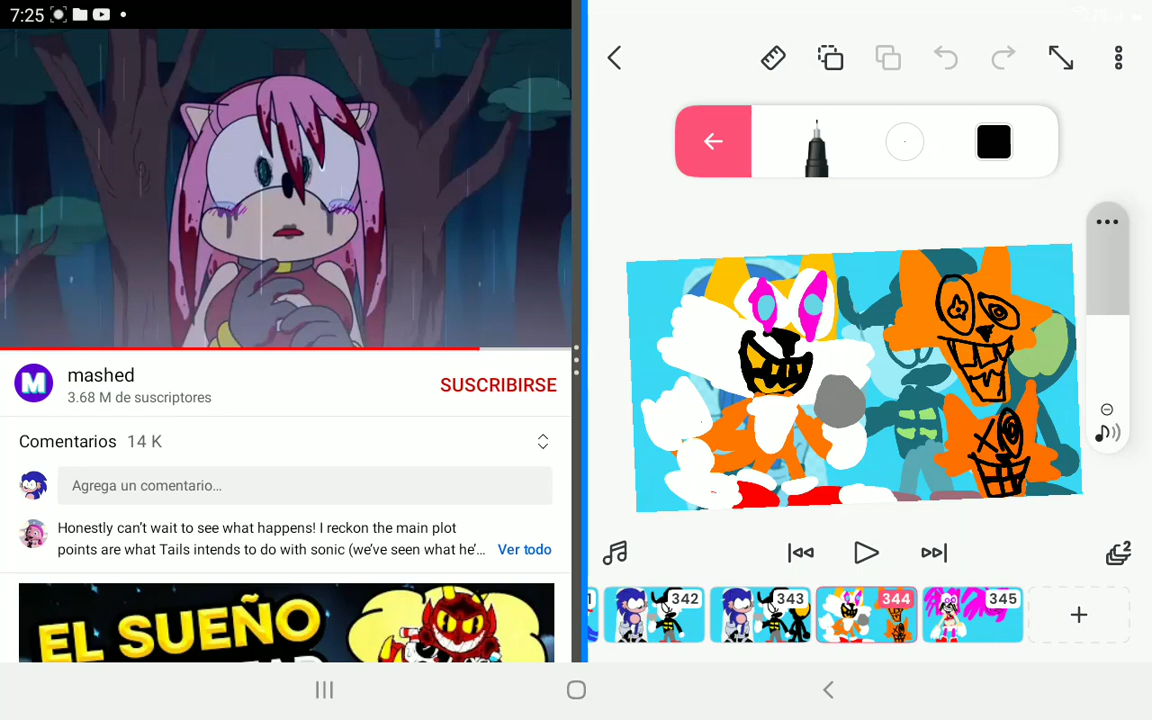 7:25
M
mashed
3.68 M de suscriptores
SUSCRIBIRSE
Comentarios 14 K
Agrega un comentario...
Honestly can't wait to see what happens! I reckon the main plot
points are what Tails intends to do with sonic (we've seen what he'... Ver todo
EL SUEÑO
342
343
344
345
2